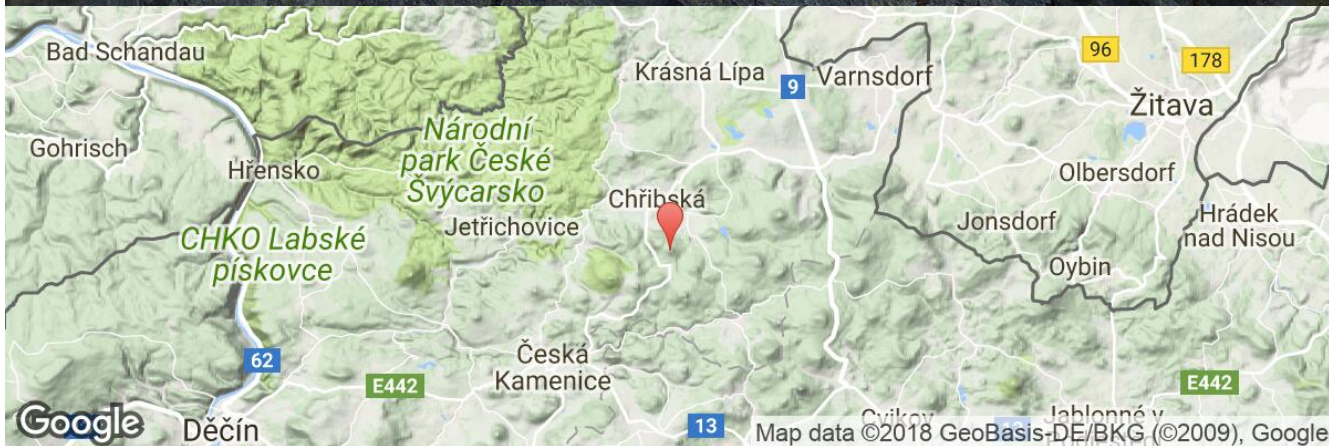 Bad Schandau
Krásná Lípa
9
Varnsdorf
96
178
Žitava
Gohrisch
Hřensko
Národní
park České
Švýcarsko
Olbersdorf
Chřibská
Jetřichovice
Jonsdorf
Hrádek
nad Nisou
CHKO Labské
pískovce
Oybin
62
Česká
Kamenice
E442
E442
Google
Děčín
13
Cvikov
Jablonné v
Map data ©2018 GeoBasis-DE/BKG (©2009), Google